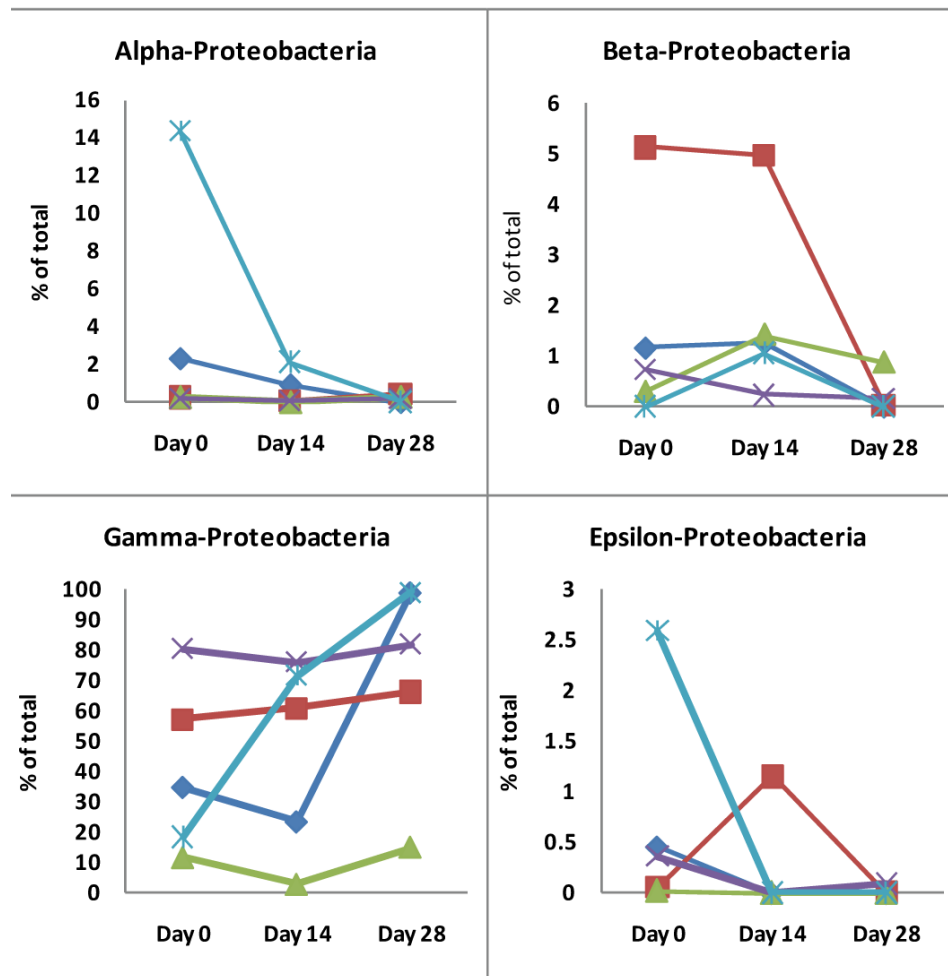 Alpha-Proteobacteria
% of total
16
14
12
10
8
6
4
2
0
Day 0 Day 14 Day 28
Beta-Proteobacteria
% of total
6
5
4
3
2
1
0
Day 0 Day 14 Day 28
Gamma-Proteobacteria
% of total
100
90
80
70
60
50
40
30
20
10
0
Day 0 Day 14 Day 28
Epsilon-Proteobacteria
% of total
3
2.5
2
1.5
1
0.5
0
Day 0 Day 14 Day 28